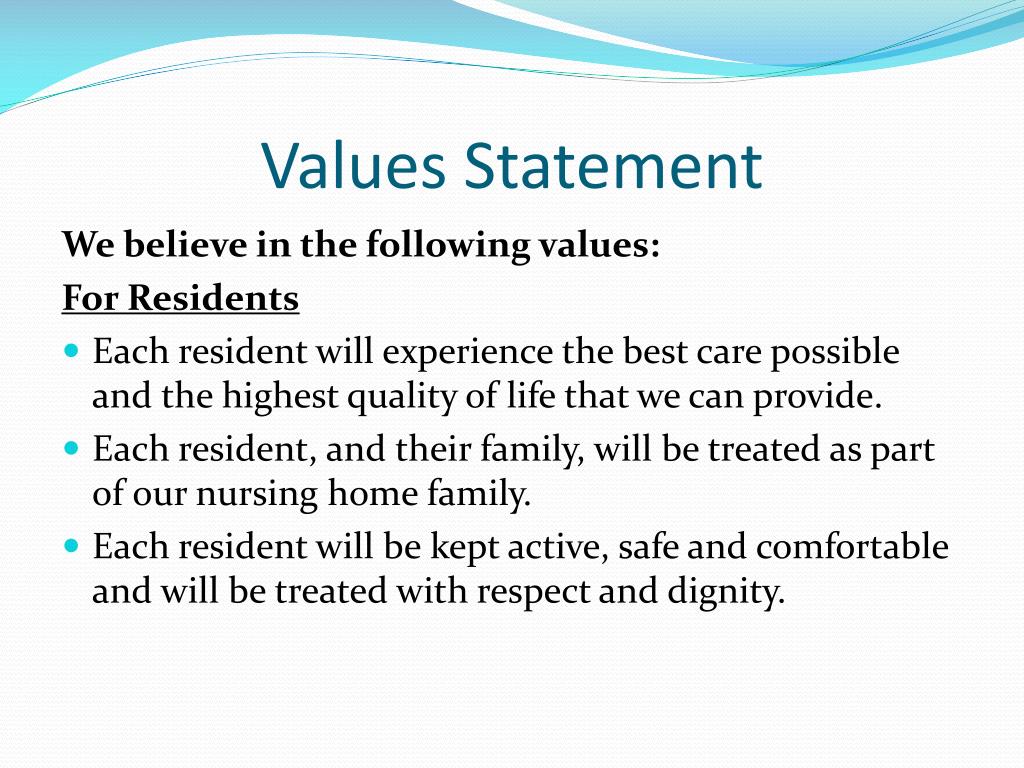 Values Statement
We believe in the following values:
For Residents
• Each resident will experience the best care possible
and the highest quality of life that we can provide.
• Each resident, and their family, will be treated as part
of our nursing home family.
• Each resident will be kept active, safe and comfortable
and will be treated with respect and dignity.